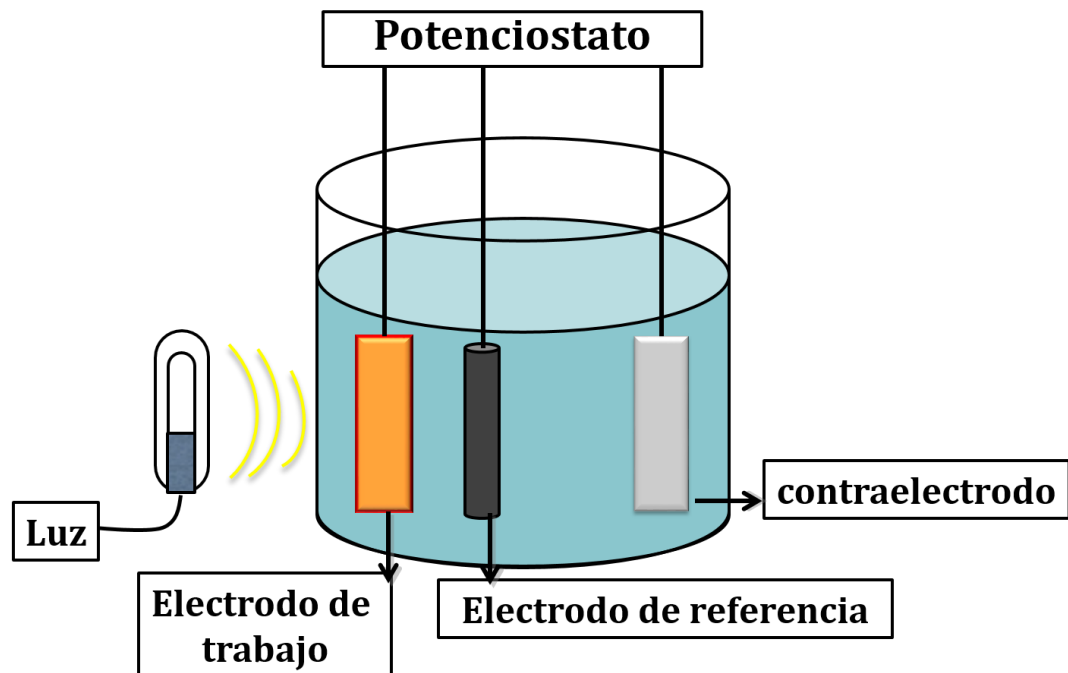 Potenciostato
contraelectrodo
Luz
Electrodo de
trabajo
Electrodo de referencia